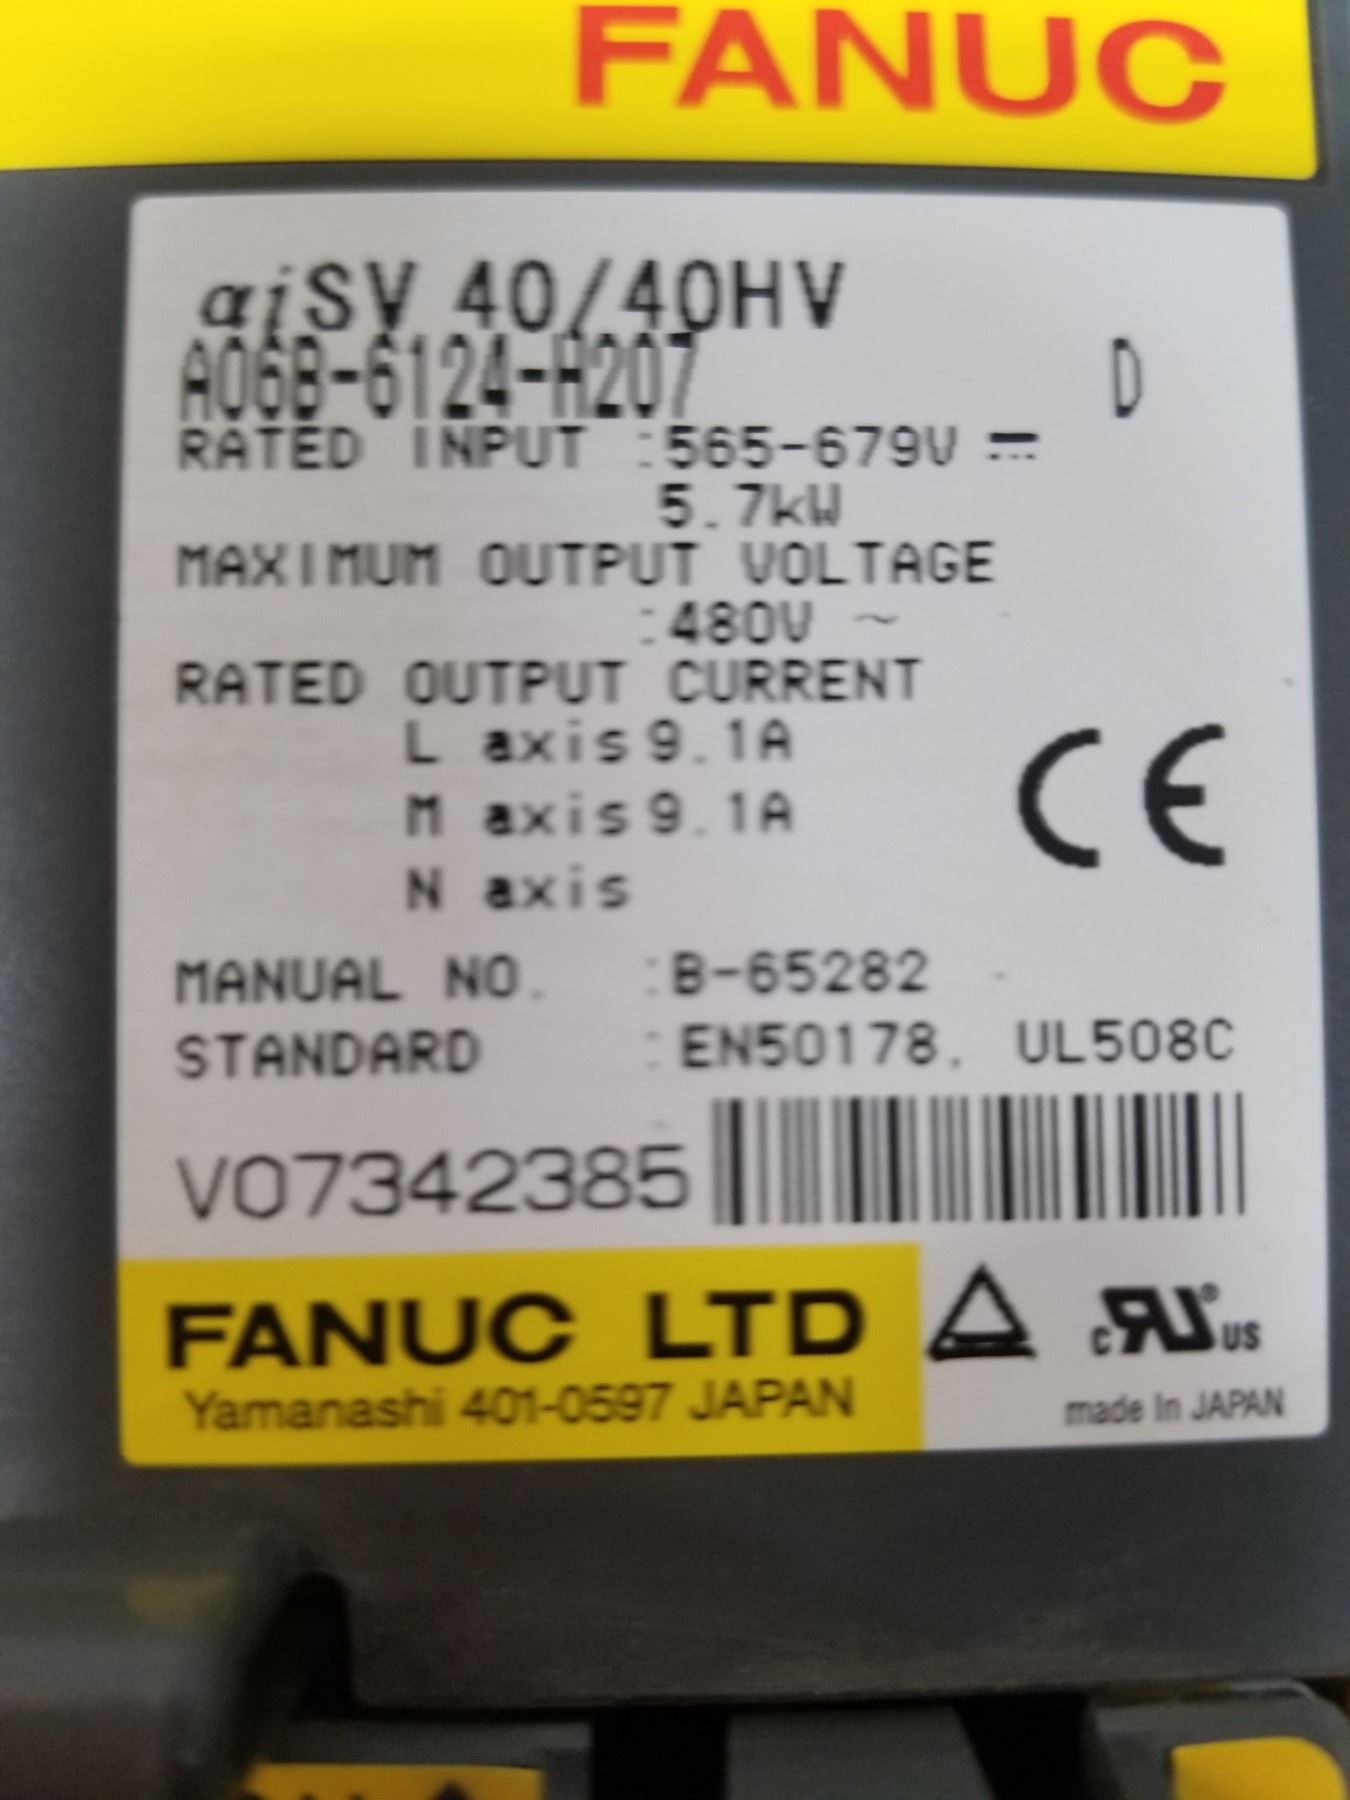 FANUC
αiSV 40/40HV
A06B-6124-H207 D
RATED INPUT :565-679V ⎓
5.7kW
MAXIMUM OUTPUT VOLTAGE
:480V ~
RATED OUTPUT CURRENT
L axis 9.1A
M axis 9.1A
N axis
CE
MANUAL NO. :B-65282
STANDARD :EN50178, UL508C
V07342385
FANUC LTD
Yamanashi 401-0597 JAPAN
c RU ® US
made in JAPAN